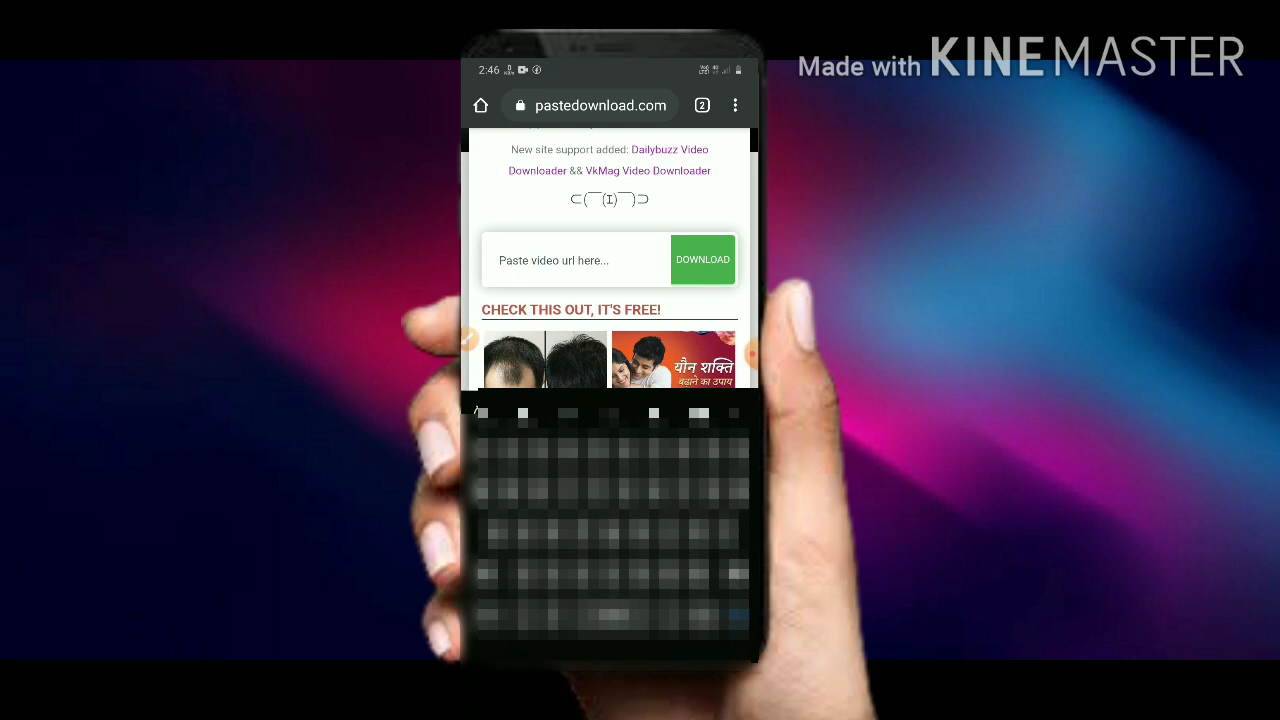 Made with KINEMASTER
2:46
pastedownload.com
2
New site support added: Dailybuzz Video
Downloader && VkMag Video Downloader
⊂(￣(工)￣)⊃
Paste video url here...
DOWNLOAD
CHECK THIS OUT, IT'S FREE!
यौन शक्ति
बढाने का उपाय